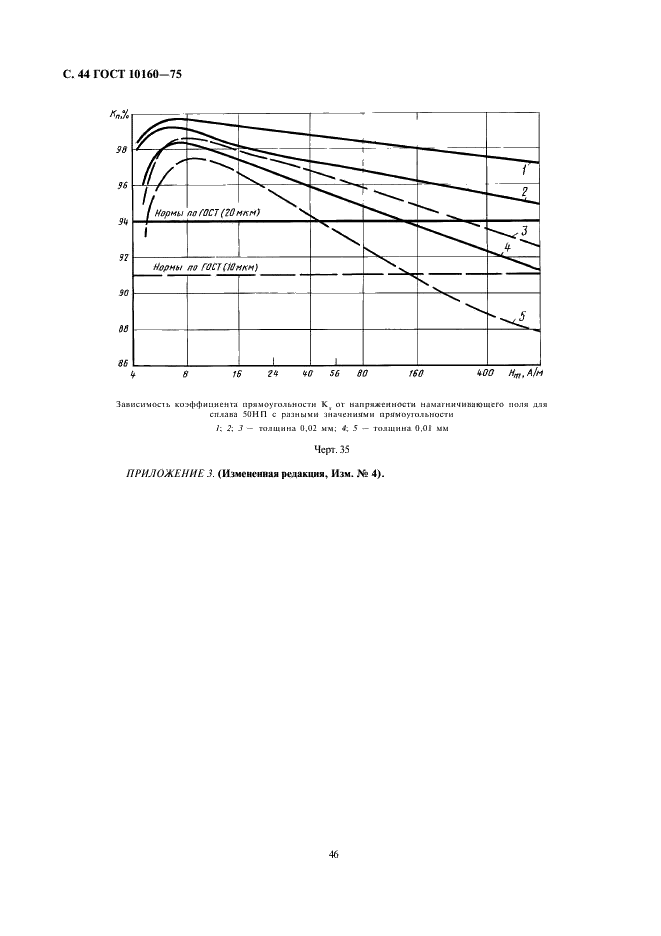 С. 44 ГОСТ 10160—75
Kп,%
98
96
94
92
90
88
86
Нормы по ГОСТ (20 мкм)
Нормы по ГОСТ (10 мкм)
1
2
3
4
5
4 8 16 24 40 56 80 160 400 Hm, А/м
Зависимость коэффициента прямоугольности К от напряженности намагничивающего поля для
сплава 50НП с разными значениями прямоугольности
1; 2; 3 — толщина 0,02 мм; 4; 5 — толщина 0,01 мм
Черт. 35
ПРИЛОЖЕНИЕ 3. (Измененная редакция, Изм. № 4).
46